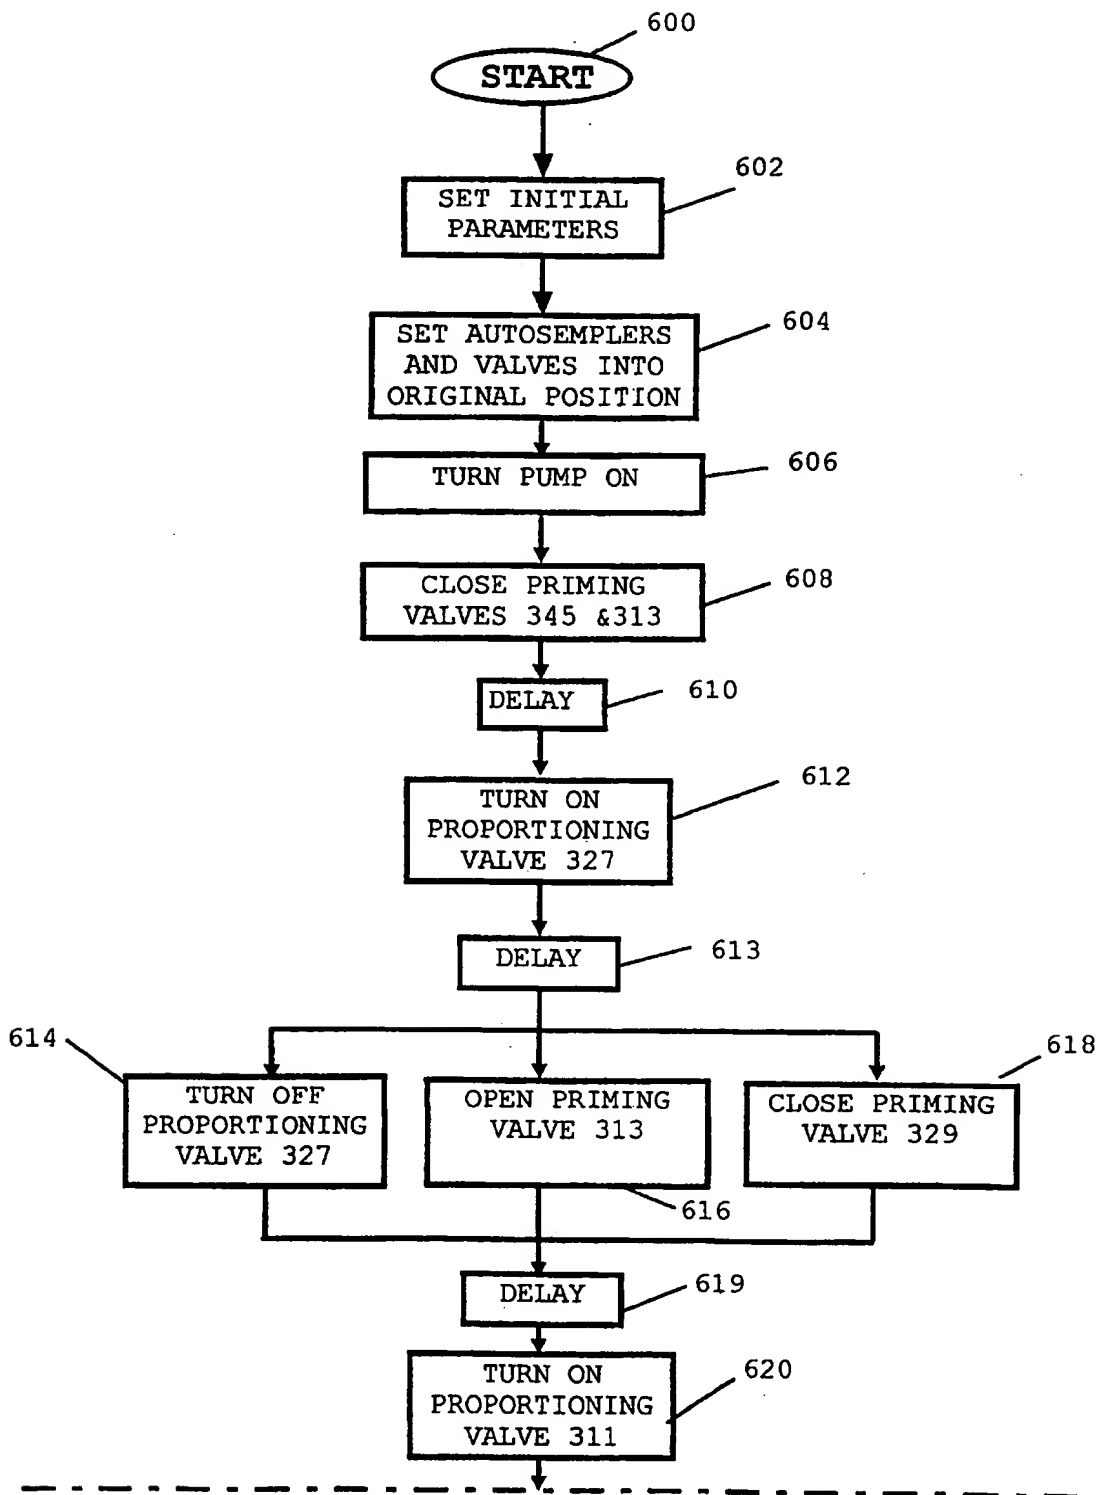 600
START
602
SET INITIAL
PARAMETERS
604
SET AUTOSEMPLERS
AND VALVES INTO
ORIGINAL POSITION
606
TURN PUMP ON
608
CLOSE PRIMING
VALVES 345 &313
610
DELAY
612
TURN ON
PROPORTIONING
VALVE 327
613
DELAY
614
TURN OFF
PROPORTIONING
VALVE 327
OPEN PRIMING
VALVE 313
616
618
CLOSE PRIMING
VALVE 329
619
DELAY
620
TURN ON
PROPORTIONING
VALVE 311